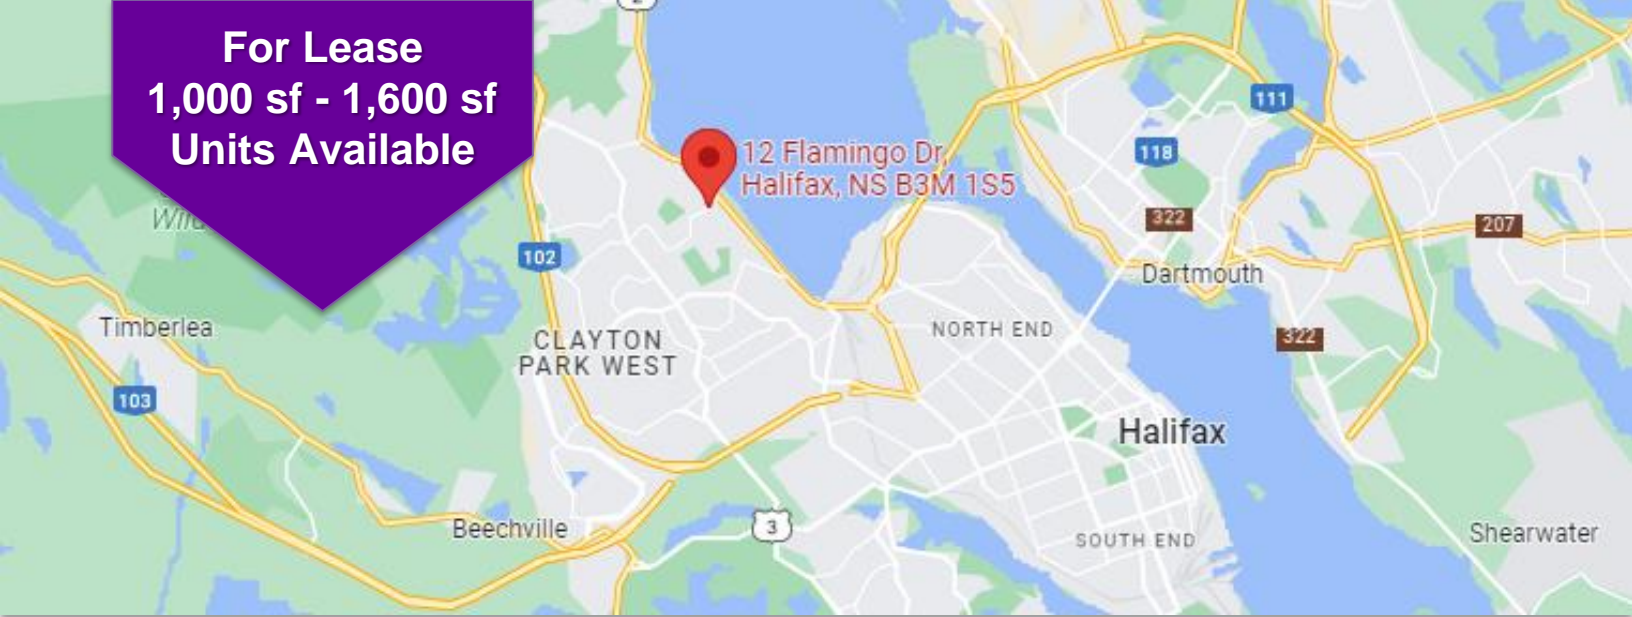 For Lease
1,000 sf - 1,600 sf
Units Available
12 Flamingo Dr,
Halifax, NS B3M 1S5
111
118
322
207
102
Dartmouth
Timberlea
CLAYTON
PARK WEST
NORTH END
322
103
Halifax
Beechville
3
SOUTH END
Shearwater